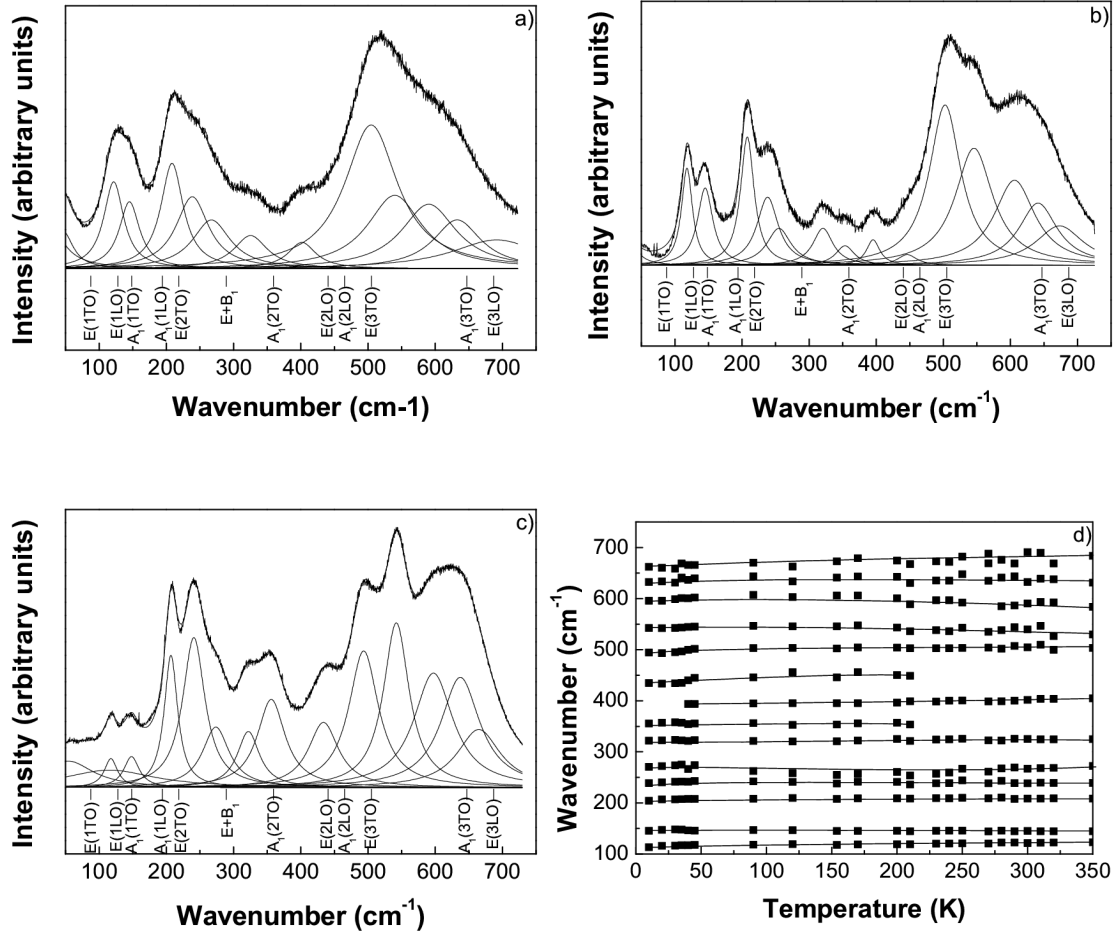 a)
Intensity (arbitrary units)
E(1TO)
E(1LO)
A1(1TO)
A1(1LO)
E(2TO)
E+B1
A1(2TO)
E(2LO)
A1(2LO)
E(3TO)
A1(3TO)
E(3LO)
100 200 300 400 500 600 700
Wavenumber (cm-1)
b)
Intensity (arbitrary units)
E(1TO)
E(1LO)
A1(1TO)
A1(1LO)
E(2TO)
E+B1
A1(2TO)
E(2LO)
A1(2LO)
E(3TO)
A1(3TO)
E(3LO)
100 200 300 400 500 600 700
Wavenumber (cm-1)
c)
Intensity (arbitrary units)
E(1TO)
E(1LO)
A1(1TO)
A1(1LO)
E(2TO)
E+B1
A1(2TO)
E(2LO)
A1(2LO)
E(3TO)
A1(3TO)
E(3LO)
100 200 300 400 500 600 700
Wavenumber (cm-1)
d)
Wavenumber (cm-1)
700
600
500
400
300
200
100
0 50 100 150 200 250 300 350
Temperature (K)